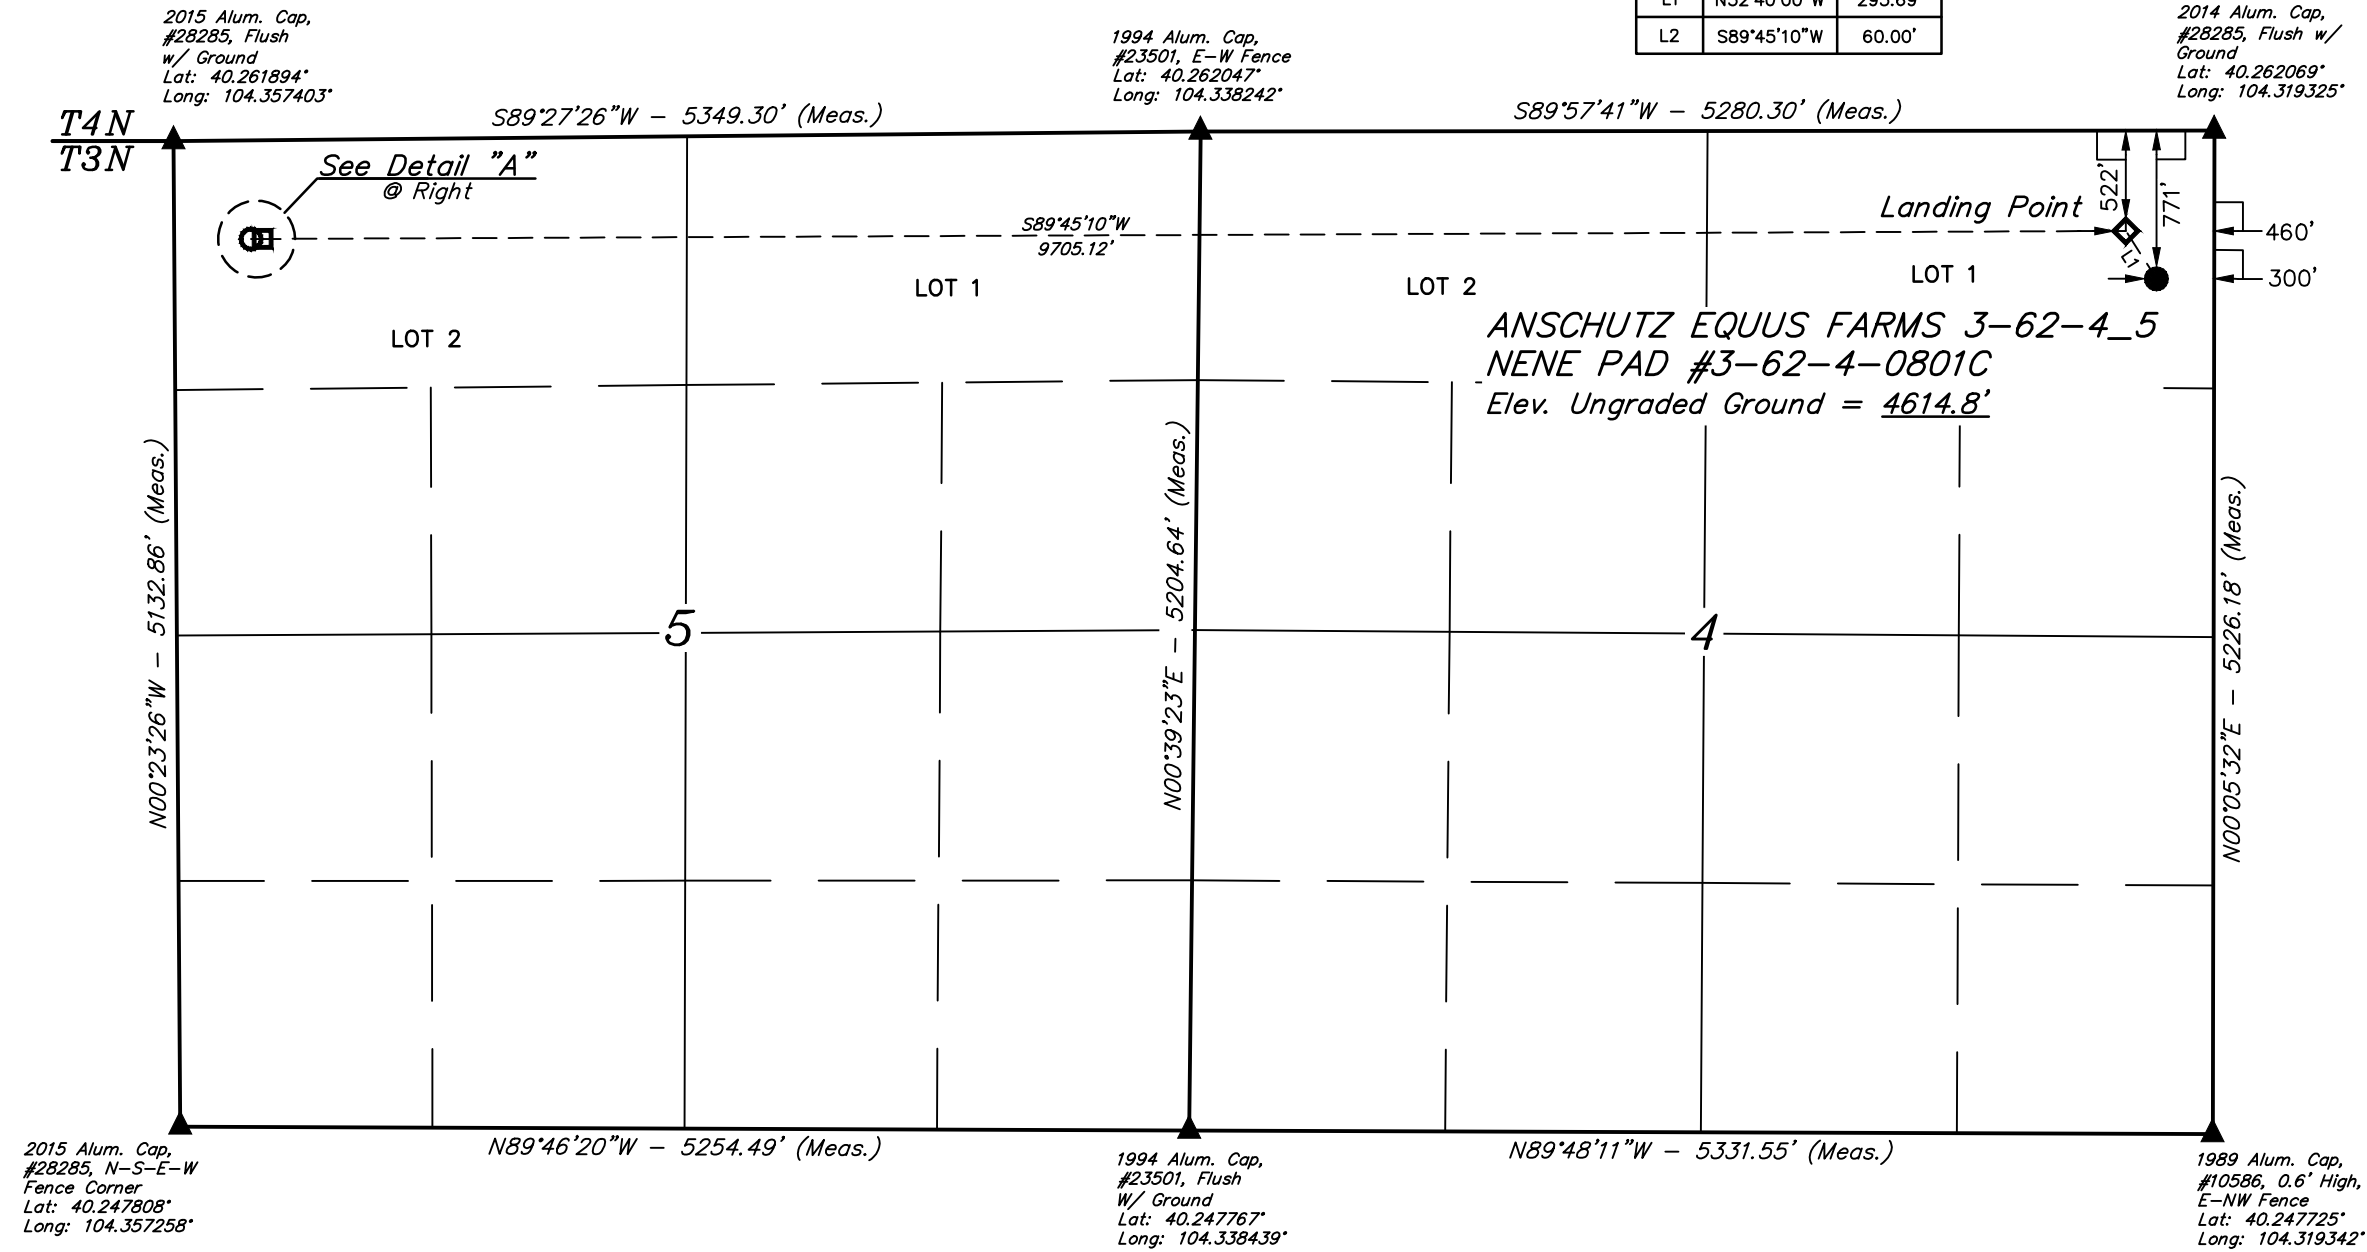 L2 S89°45'10"W 60.00'
2015 Alum. Cap,
#28285, Flush
w/ Ground
Lat: 40.261894°
Long: 104.357403°
1994 Alum. Cap,
#23501, E-W Fence
Lat: 40.262047°
Long: 104.338242°
2014 Alum. Cap,
#28285, Flush w/
Ground
Lat: 40.262069°
Long: 104.319325°
T4N
T3N
S89°27'26"W - 5349.30' (Meas.)
S89°57'41"W - 5280.30' (Meas.)
See Detail "A"
@ Right
522'
771'
Landing Point
S89°45'10"W
9705.12'
460'
L1
300'
LOT 1
LOT 2
LOT 1
LOT 2
ANSCHUTZ EQUUS FARMS 3-62-4_5
NENE PAD #3-62-4-0801C
Elev. Ungraded Ground = 4614.8'
N00°23'26"W - 5132.86' (Meas.)
N00°39'23"E - 5204.64' (Meas.)
N00°05'32"E - 5226.18' (Meas.)
5
4
N89°46'20"W - 5254.49' (Meas.)
N89°48'11"W - 5331.55' (Meas.)
2015 Alum. Cap,
#28285, N-S-E-W
Fence Corner
Lat: 40.247808°
Long: 104.357258°
1994 Alum. Cap,
#23501, Flush
W/ Ground
Lat: 40.247767°
Long: 104.338439°
1989 Alum. Cap,
#10586, 0.6' High,
E-NW Fence
Lat: 40.247725°
Long: 104.319342°